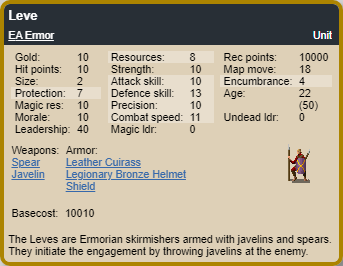 Leve
EA Ermor Unit
Gold: 10 Resources: 8 Rec points: 10000
Hit points: 10 Strength: 10 Map move: 18
Size: 2 Attack skill: 10 Encumbrance: 4
Protection: 7 Defence skill: 13 Age: 22
Magic res: 10 Precision: 10 (50)
Morale: 10 Combat speed: 11 Undead ldr: 0
Leadership: 40 Magic ldr: 0
Weapons: Armor:
Spear Leather Cuirass
Javelin Legionary Bronze Helmet
Shield
Basecost: 10010
The Leves are Ermorian skirmishers armed with javelins and spears.
They initiate the engagement by throwing javelins at the enemy.